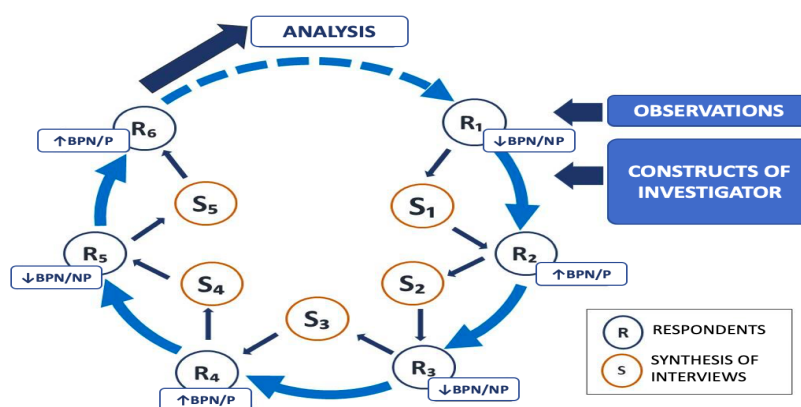 ANALYSIS
R6
↑BPN/P
R1
↓BPN/NP
OBSERVATIONS
CONSTRUCTS OF
INVESTIGATOR
S5
S1
R5
↓BPN/NP
R2
↑BPN/P
S4
S2
S3
R4
↑BPN/P
R3
↓BPN/NP
R RESPONDENTS
S SYNTHESIS OF
INTERVIEWS